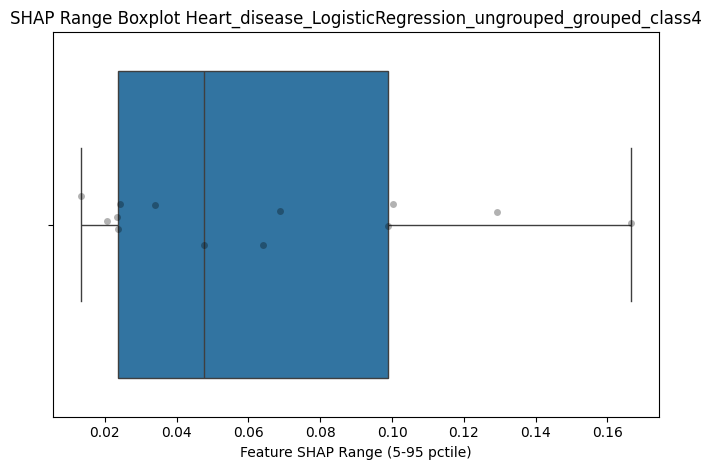 SHAP Range Boxplot Heart_disease_LogisticRegression_ungrouped_grouped_class4
0.02 0.04 0.06 0.08 0.10 0.12 0.14 0.16
Feature SHAP Range (5-95 pctile)